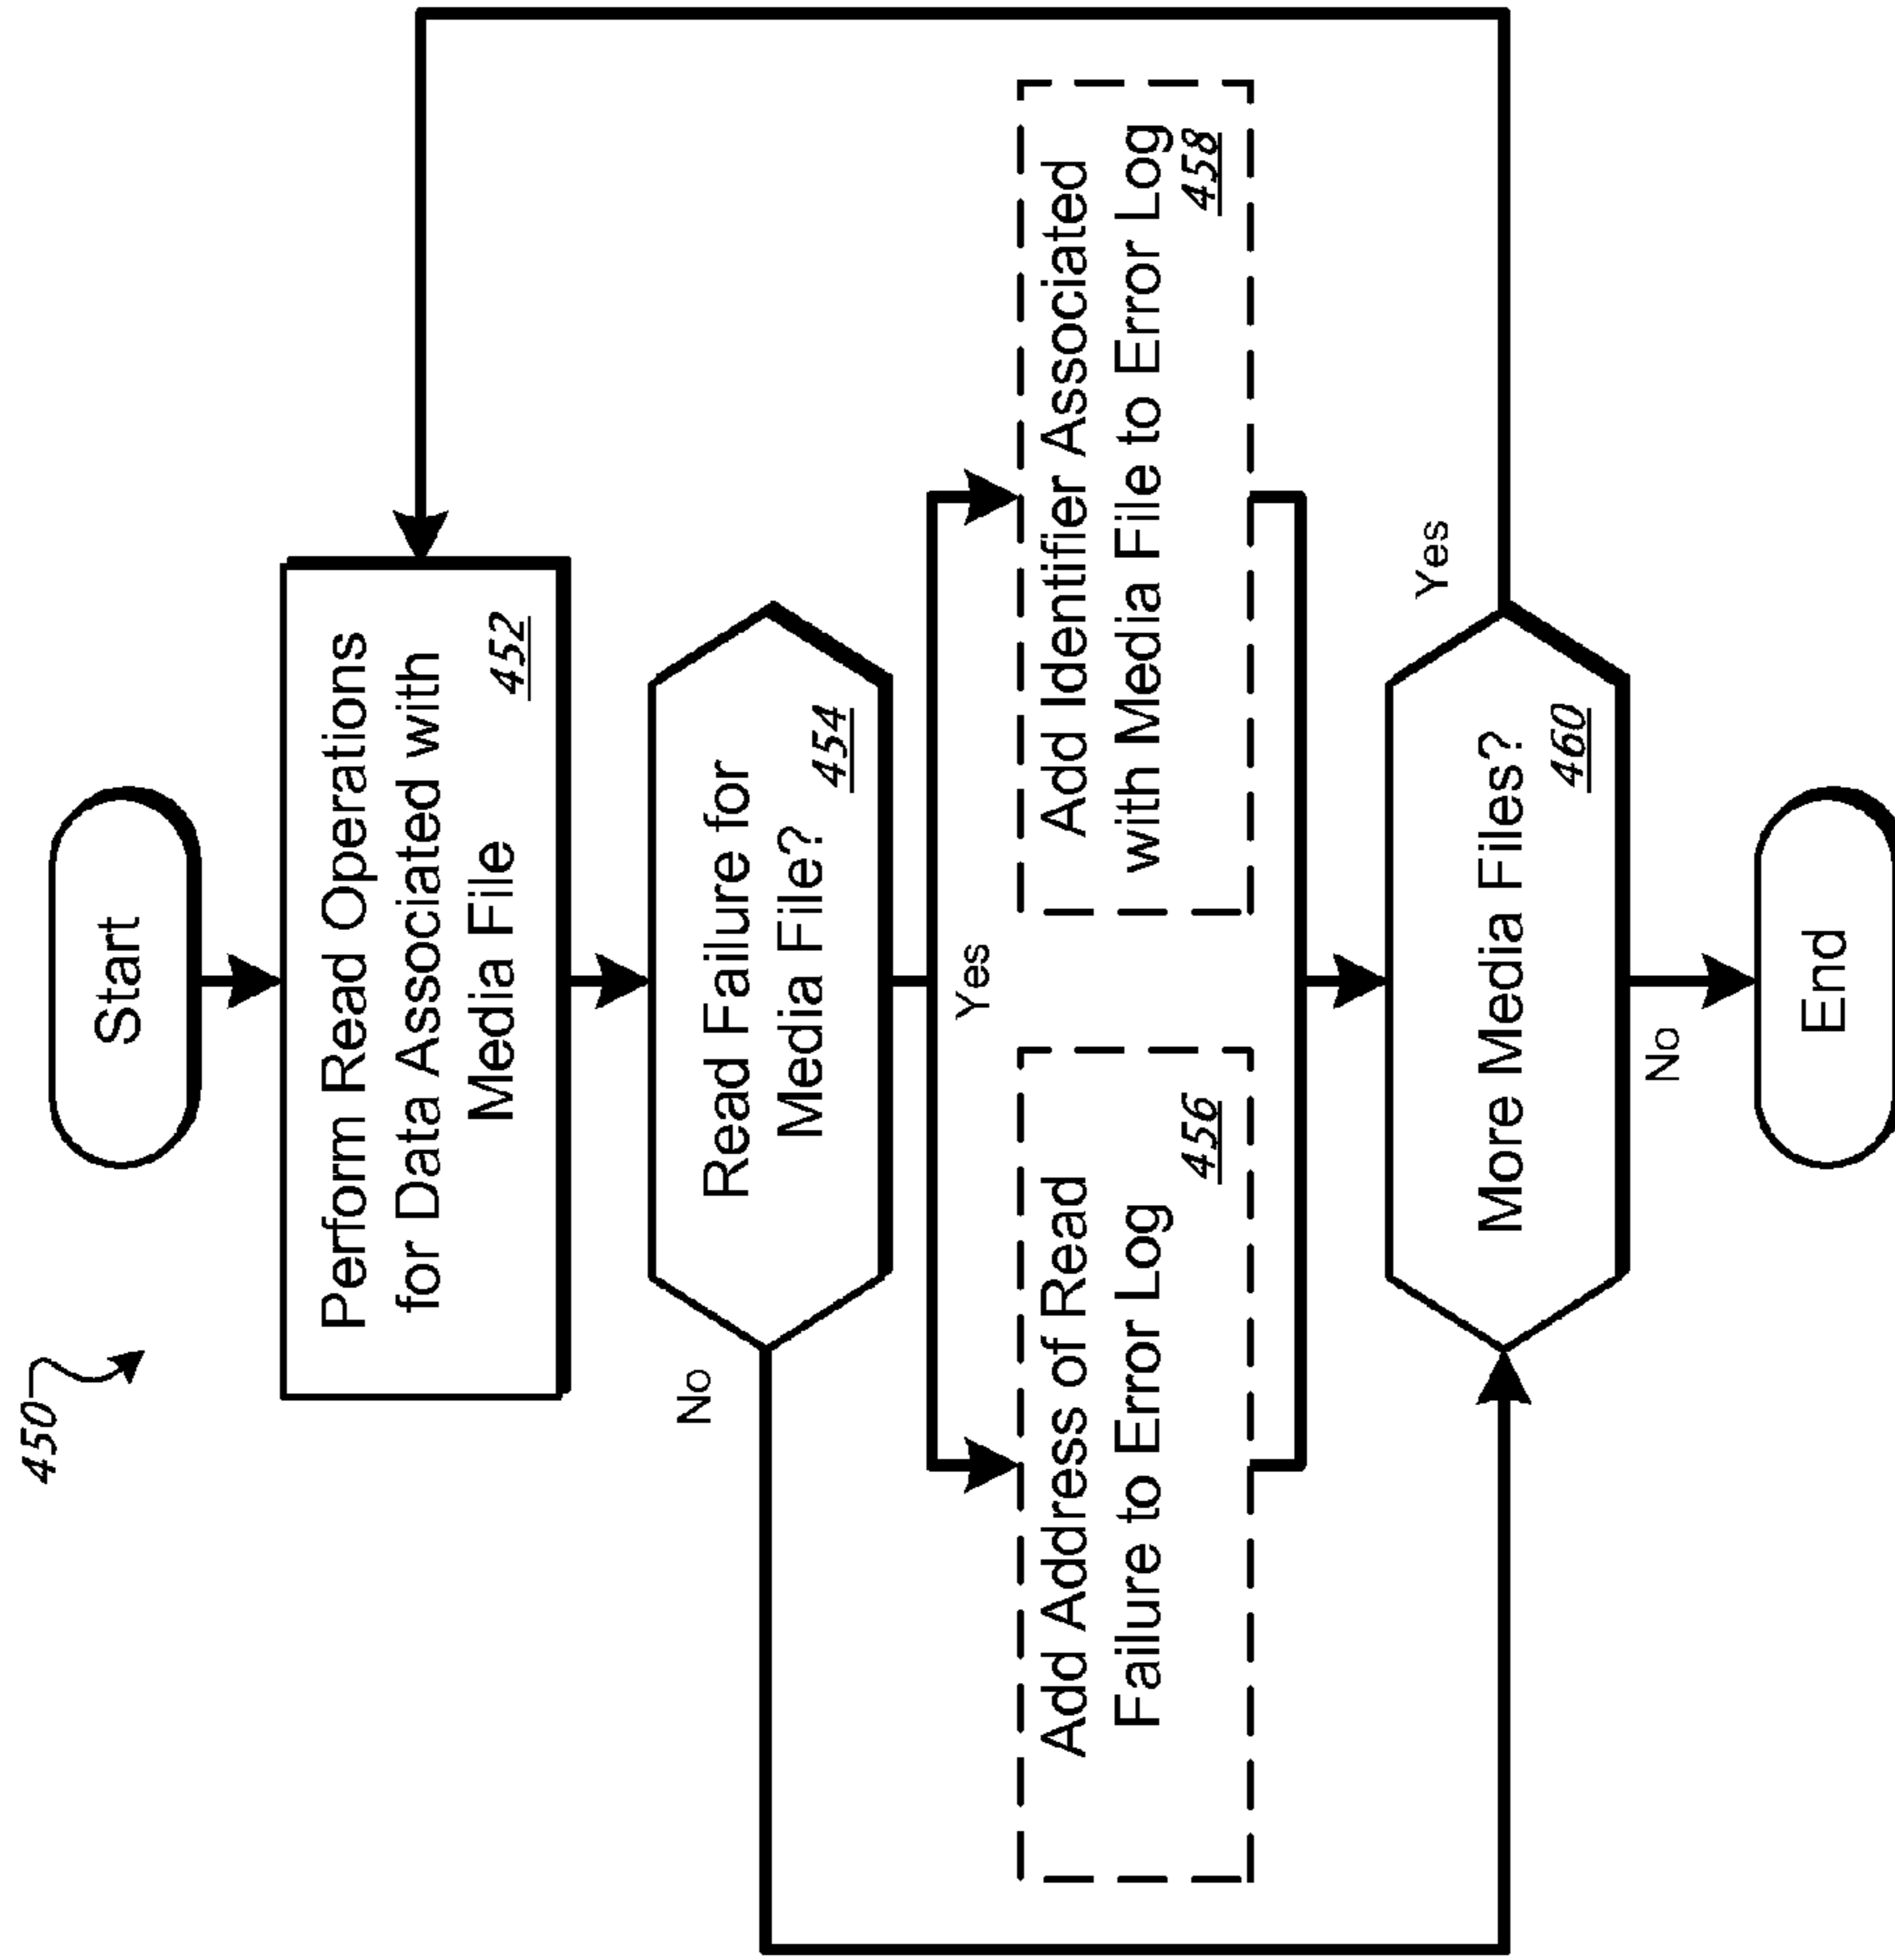 450
Start
Perform Read Operations
for Data Associated with
Media File
452
Read Failure for
Media File?
454
No
Yes
Add Address of Read
Failure to Error Log
456
Add Identifier Associated
with Media File to Error Log
458
More Media Files?
460
Yes
No
End